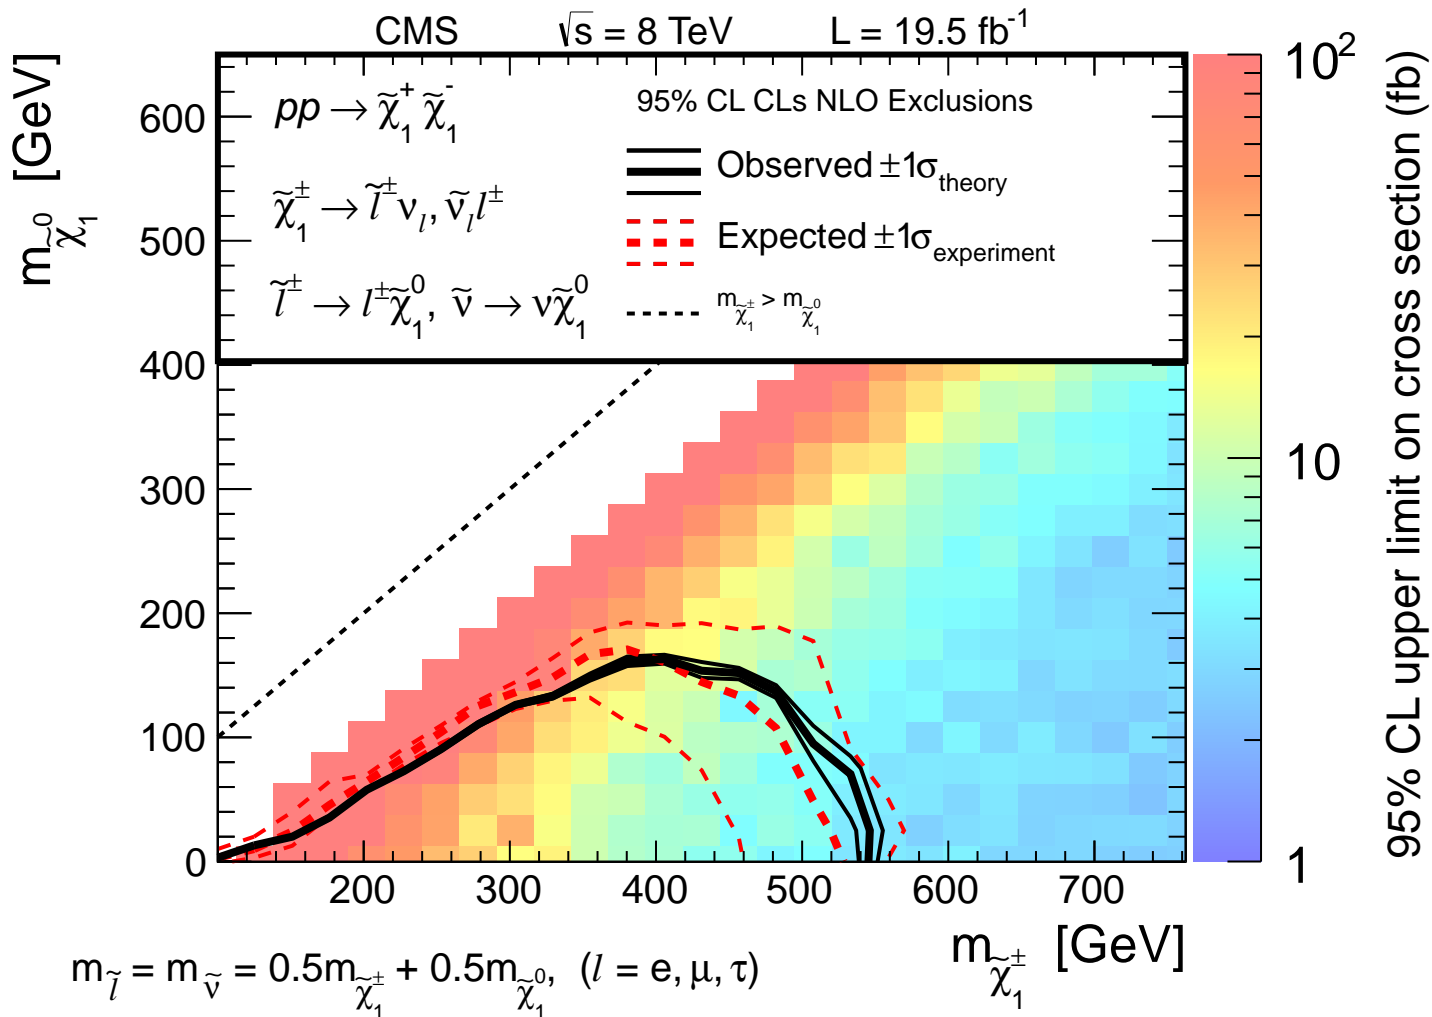 CMS √s = 8 TeV L = 19.5 fb⁻¹
pp → χ̃₁⁺ χ̃₁⁻
χ̃₁± → l̃± ν_l, ν̃_l l±
l̃± → l± χ̃₁⁰, ν̃ → ν χ̃₁⁰
95% CL CLs NLO Exclusions
Observed ±1σ_theory
Expected ±1σ_experiment
m_χ̃₁± > m_χ̃₁⁰
m_χ̃₁⁰ [GeV]
600
500
400
300
200
100
0
200 300 400 500 600 700
m_χ̃₁± [GeV]
10²
10
1
95% CL upper limit on cross section (fb)
m_l̃ = m_ν̃ = 0.5m_χ̃₁± + 0.5m_χ̃₁⁰, (l = e, μ, τ)